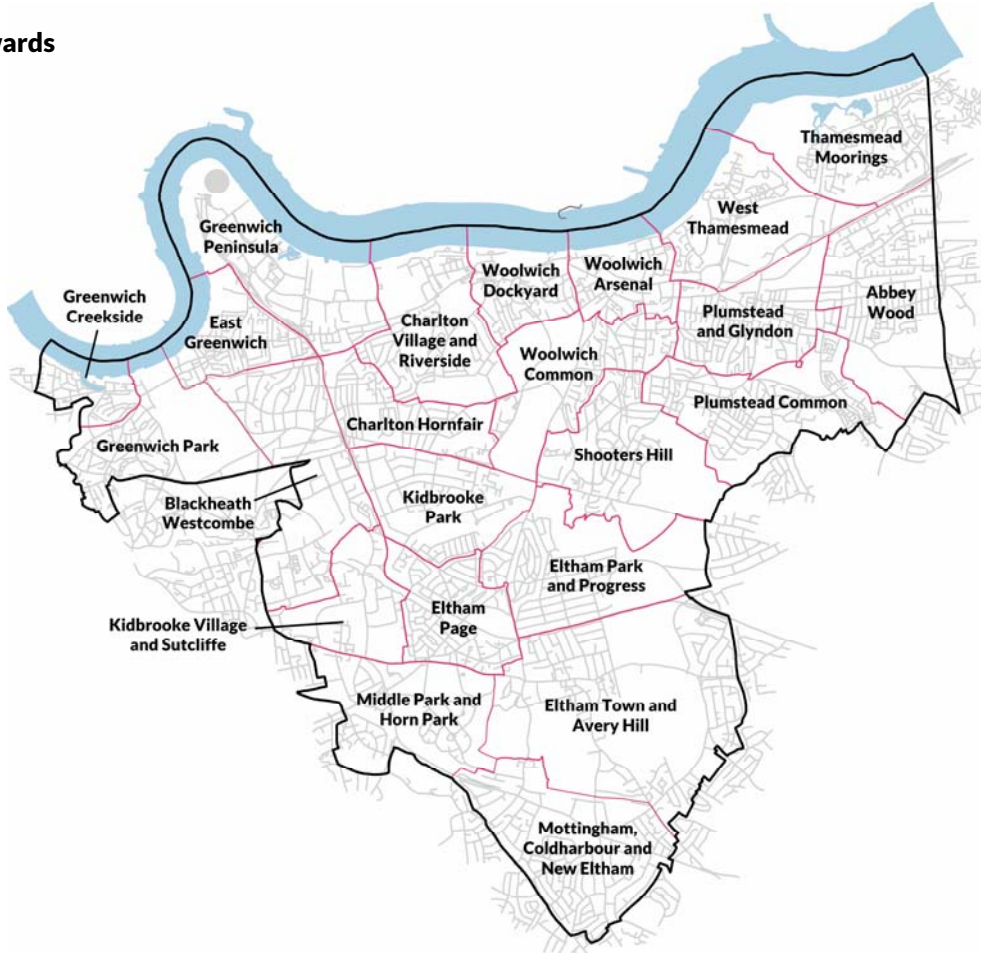 wards
Thamesmead
Moorings
West
Thamesmead
Greenwich
Peninsula
Woolwich
Dockyard
Woolwich
Arsenal
Abbey
Wood
Greenwich
Creekside
East
Greenwich
Charlton
Village and
Riverside
Plumstead
and Glyndon
Woolwich
Common
Plumstead Common
Charlton Hornfair
Greenwich Park
Shooters Hill
Blackheath
Westcombe
Kidbrooke
Park
Eltham Park
and Progress
Eltham
Page
Kidbrooke Village
and Sutcliffe
Middle Park and
Horn Park
Eltham Town and
Avery Hill
Mottingham,
Coldharbour and
New Eltham